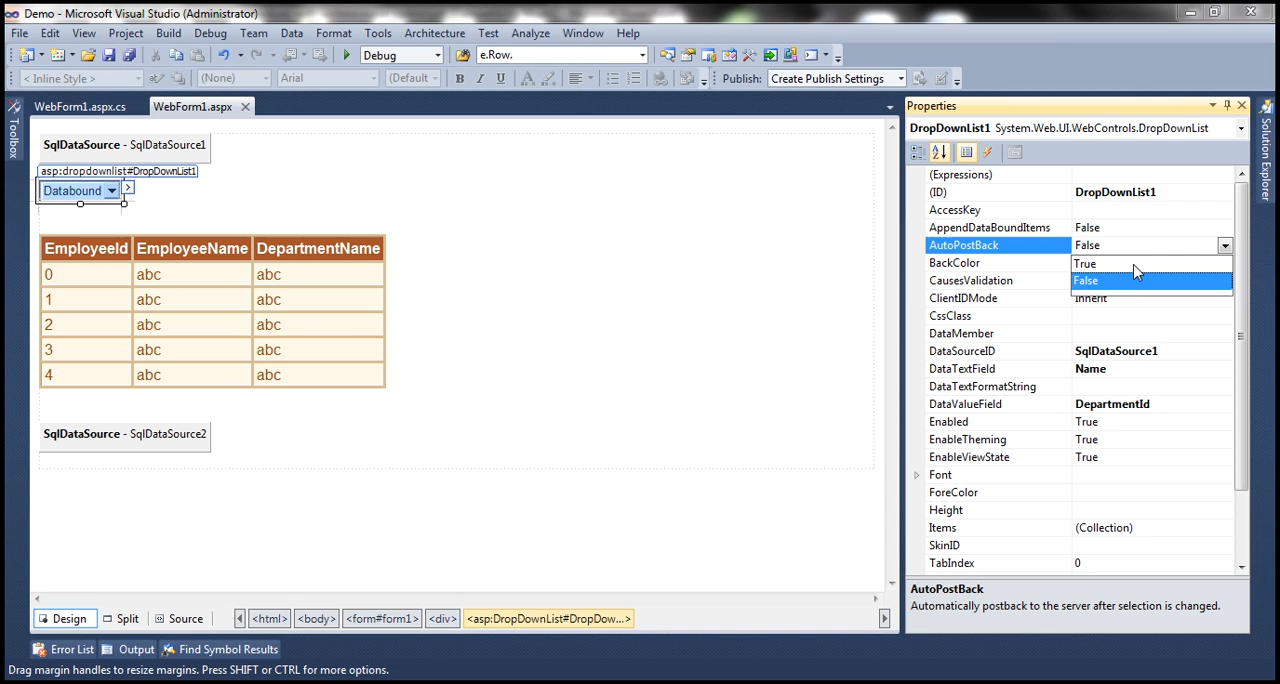 Demo - Microsoft Visual Studio (Administrator)
File Edit View Project Build Debug Team Data Format Tools Architecture Test Analyze Window Help
Debug e.Row.
< Inline Style > (None) Arial (Default B I U A Publish: Create Publish Settings
Toolbox
WebForm1.aspx.cs WebForm1.aspx
SqlDataSource - SqlDataSource1
asp:dropdownlist#DropDownList1
Databound
EmployeeId EmployeeName DepartmentName
0 abc abc
1 abc abc
2 abc abc
3 abc abc
4 abc abc
SqlDataSource - SqlDataSource2
Design Split Source <html> <body> <form#form1> <div> <asp:DropDownList#DropDow...>
Properties
DropDownList1 System.Web.UI.WebControls.DropDownList
(Expressions)
(ID) DropDownList1
AccessKey
AppendDataBoundItems False
AutoPostBack False
BackColor True
CausesValidation False
ClientIDMode Inherit
CssClass
DataMember
DataSourceID SqlDataSource1
DataTextField Name
DataTextFormatString
DataValueField DepartmentId
Enabled True
EnableTheming True
EnableViewState True
Font
ForeColor
Height
Items (Collection)
SkinID
TabIndex 0
AutoPostBack
Automatically postback to the server after selection is changed.
Solution Explorer
Error List Output Find Symbol Results
Drag margin handles to resize margins. Press SHIFT or CTRL for more options.